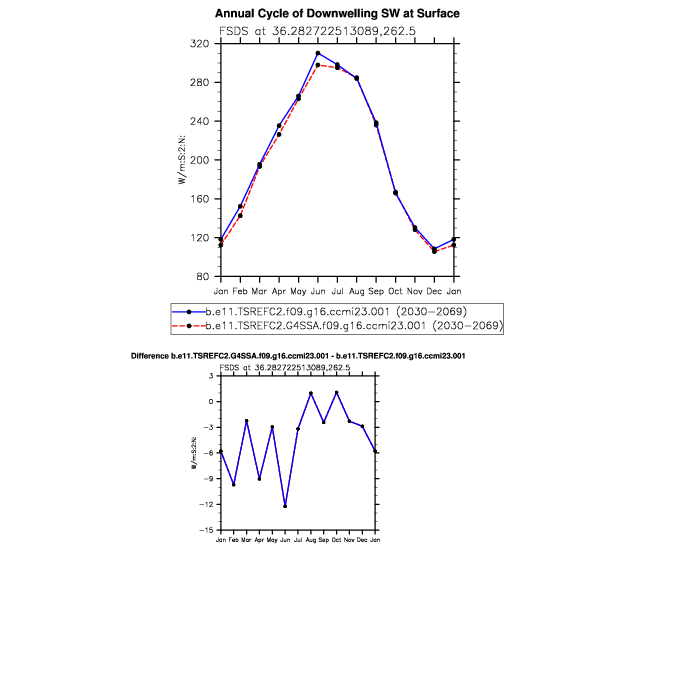 Annual Cycle of Downwelling SW at Surface
FSDS at 36.282722513089,262.5
320
280
240
200
160
120
80
W/m:S:2:N:
Jan Feb Mar Apr May Jun Jul Aug Sep Oct Nov Dec Jan
b.e11.TSREFC2.f09.g16.ccmi23.001 (2030-2069)
b.e11.TSREFC2.G4SSA.f09.g16.ccmi23.001 (2030-2069)
Difference b.e11.TSREFC2.G4SSA.f09.g16.ccmi23.001 - b.e11.TSREFC2.f09.g16.ccmi23.001
FSDS at 36.282722513089,262.5
3
0
-3
-6
-9
-12
-15
W/m:S:2:N:
Jan Feb Mar Apr May Jun Jul Aug Sep Oct Nov Dec Jan